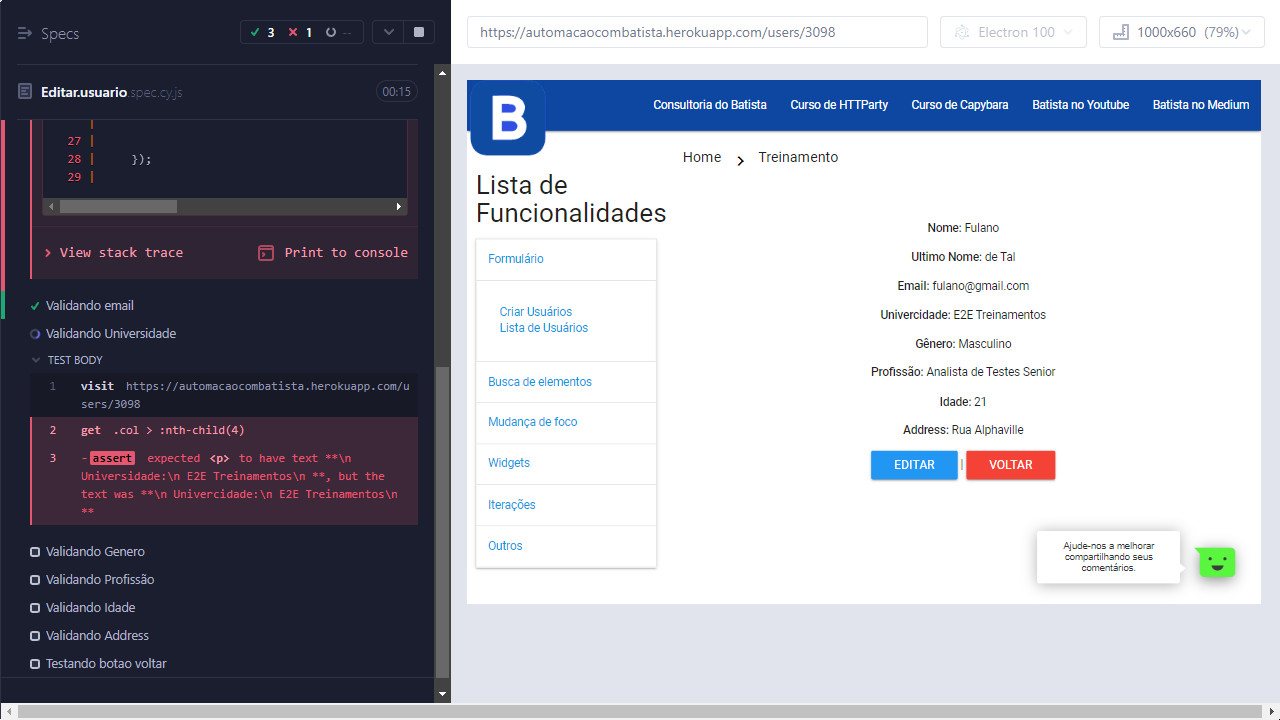 Specs
3
1
--
Editar.usuario.spec.cy.js
00:15
|
27 |
28 | });
29 |
View stack trace
Print to console
Validando email
Validando Universidade
TEST BODY
1 visit https://automacaocombatista.herokuapp.com/u
sers/3098
2 get .col > :nth-child(4)
3 -assert expected <p> to have text **\n
Universidade:\n E2E Treinamentos\n **, but the
text was **\n Univercidade:\n E2E Treinamentos\n
**
Validando Genero
Validando Profissão
Validando Idade
Validando Address
Testando botao voltar
https://automacaocombatista.herokuapp.com/users/3098
Electron 100
1000x660 (79%)
B
Consultoria do Batista
Curso de HTTParty
Curso de Capybara
Batista no Youtube
Batista no Medium
Home
Treinamento
Lista de
Funcionalidades
Formulário
Criar Usuários
Lista de Usuários
Busca de elementos
Mudança de foco
Widgets
Iterações
Outros
Nome: Fulano
Ultimo Nome: de Tal
Email: fulano@gmail.com
Univercidade: E2E Treinamentos
Gênero: Masculino
Profissão: Analista de Testes Senior
Idade: 21
Address: Rua Alphaville
EDITAR | VOLTAR
Ajude-nos a melhorar
compartilhando seus
comentários.